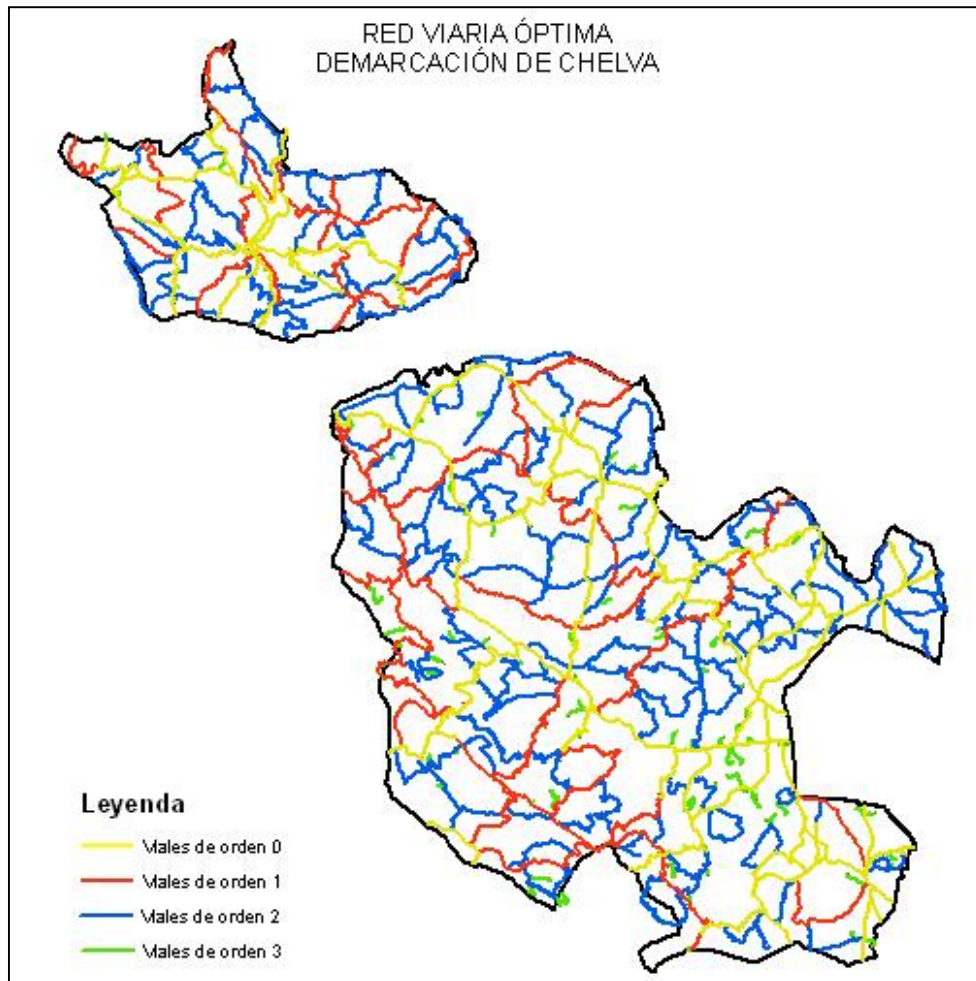 RED VIARIA ÓPTIMA
DEMARCACIÓN DE CHELVA
Leyenda
Viales de orden 0
Viales de orden 1
Viales de orden 2
Viales de orden 3